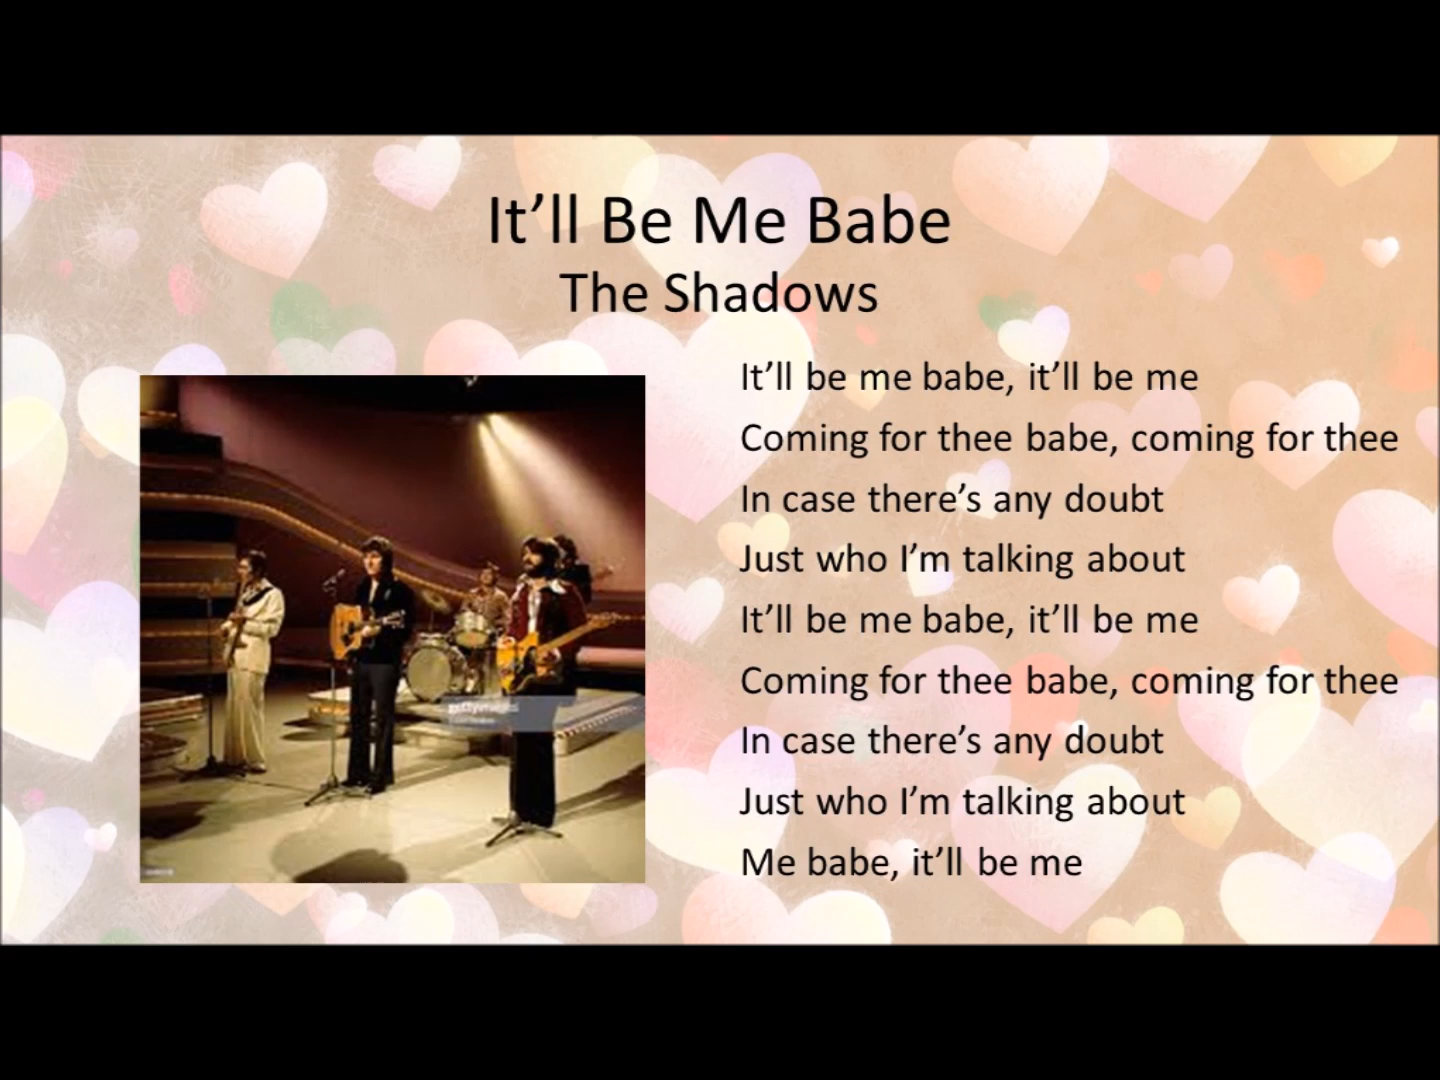 It’ll Be Me Babe
The Shadows
It’ll be me babe, it’ll be me
Coming for thee babe, coming for thee
In case there’s any doubt
Just who I’m talking about
It’ll be me babe, it’ll be me
Coming for thee babe, coming for thee
In case there’s any doubt
Just who I’m talking about
Me babe, it’ll be me
gettyimages